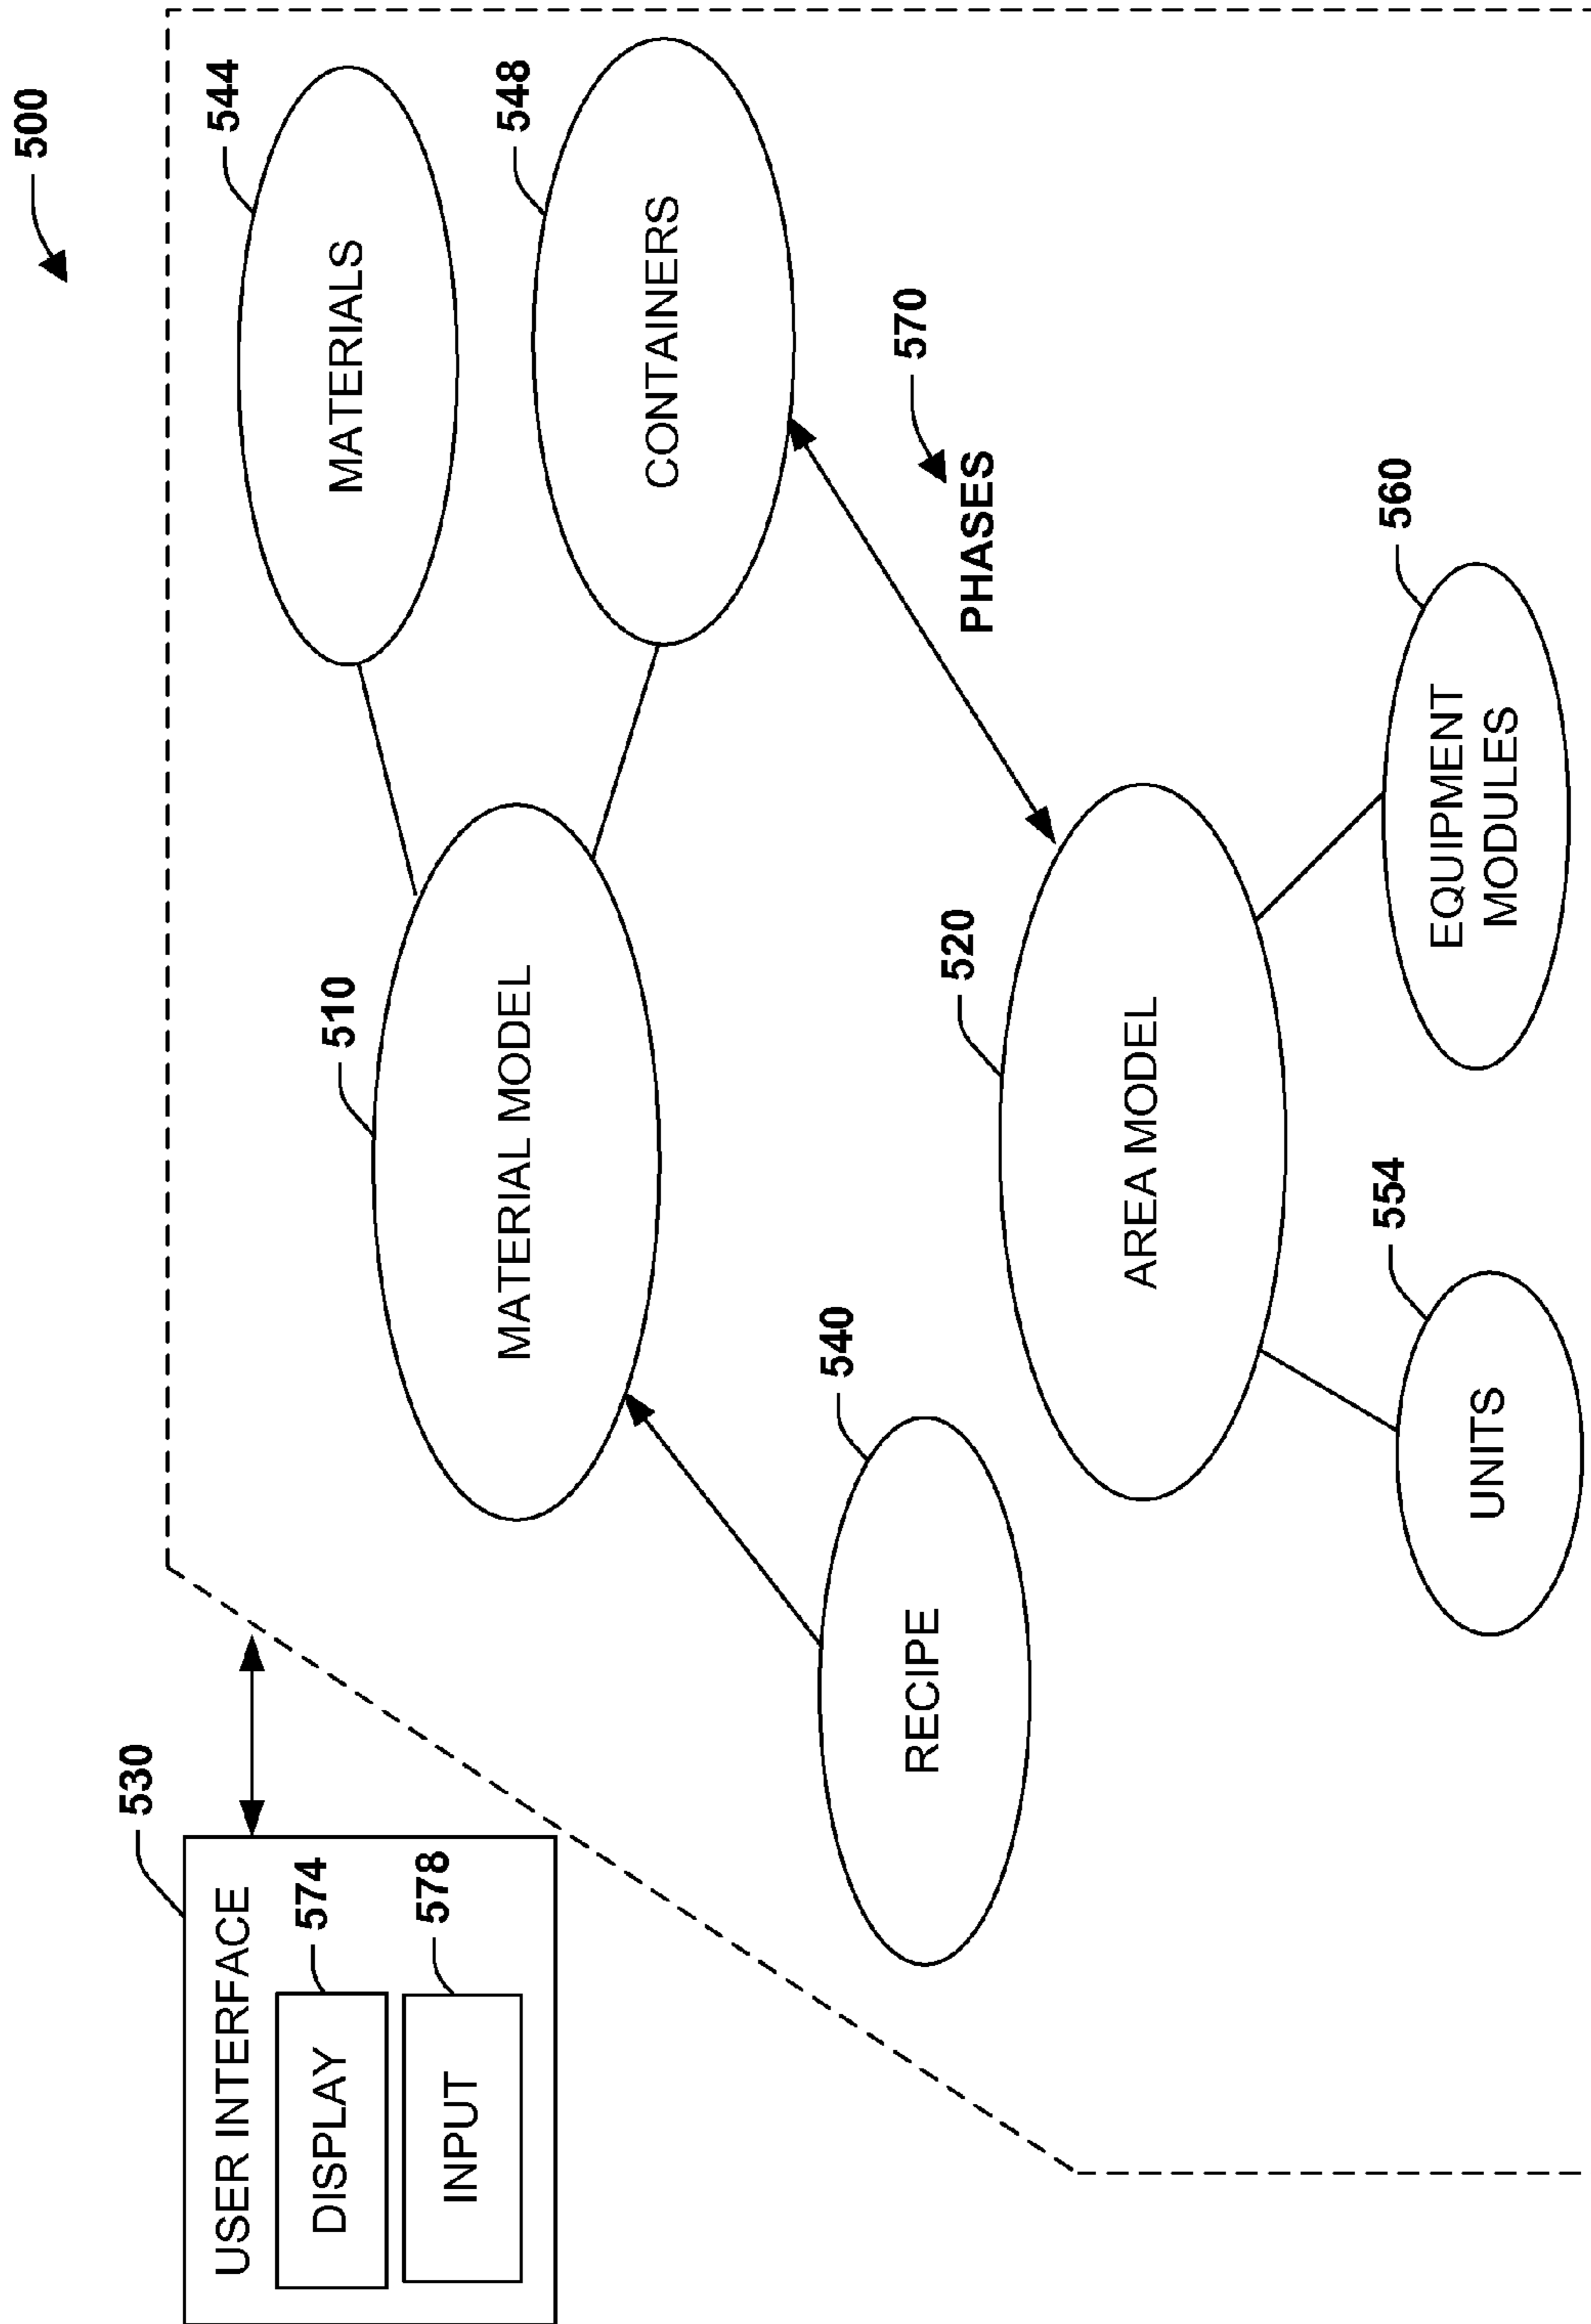 500
530
USER INTERFACE
574
DISPLAY
578
INPUT
510
MATERIAL MODEL
544
MATERIALS
548
CONTAINERS
540
RECIPE
570
PHASES
520
AREA MODEL
554
UNITS
560
EQUIPMENT
MODULES